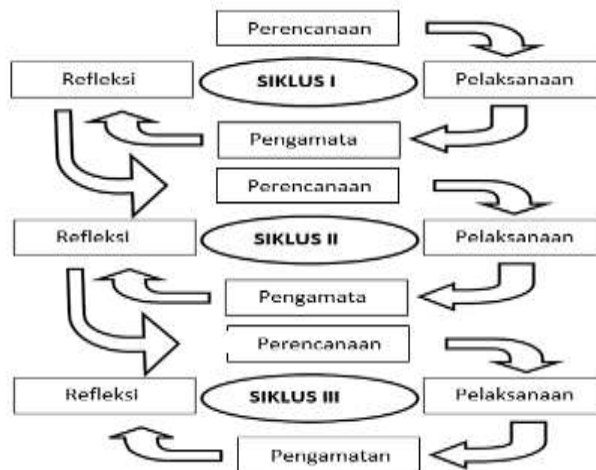 Perencanaan
Refleksi
SIKLUS I
Pelaksanaan
Pengamata
Perencanaan
Refleksi
SIKLUS II
Pelaksanaan
Pengamata
Perencanaan
Refleksi
SIKLUS III
Pelaksanaan
Pengamatan